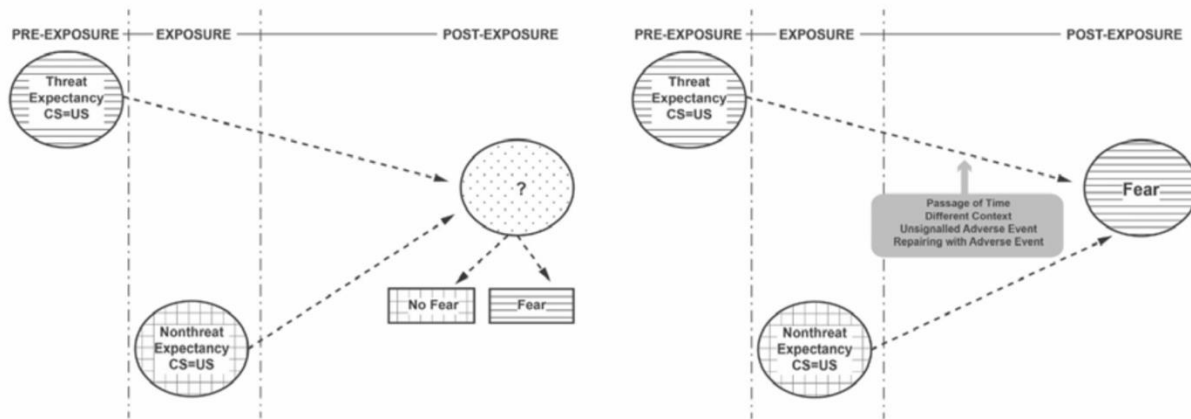 PRE-EXPOSURE EXPOSURE POST-EXPOSURE
Threat
Expectancy
CS=US
?
No Fear Fear
Nonthreat
Expectancy
CS=US
PRE-EXPOSURE EXPOSURE POST-EXPOSURE
Threat
Expectancy
CS=US
Fear
Passage of Time
Different Context
Unsignalled Adverse Event
Repairing with Adverse Event
Nonthreat
Expectancy
CS=US